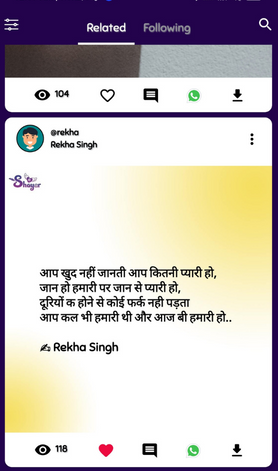 Related Following
104
@rekha
Rekha Singh
Shayar
आप खुद नहीं जानती आप कितनी प्यारी हो,
जान हो हमारी पर जान से प्यारी हो,
दूरियों क होने से कोई फर्क नही पड़ता
आप कल भी हमारी थी और आज बी हमारी हो..
✍ Rekha Singh
118